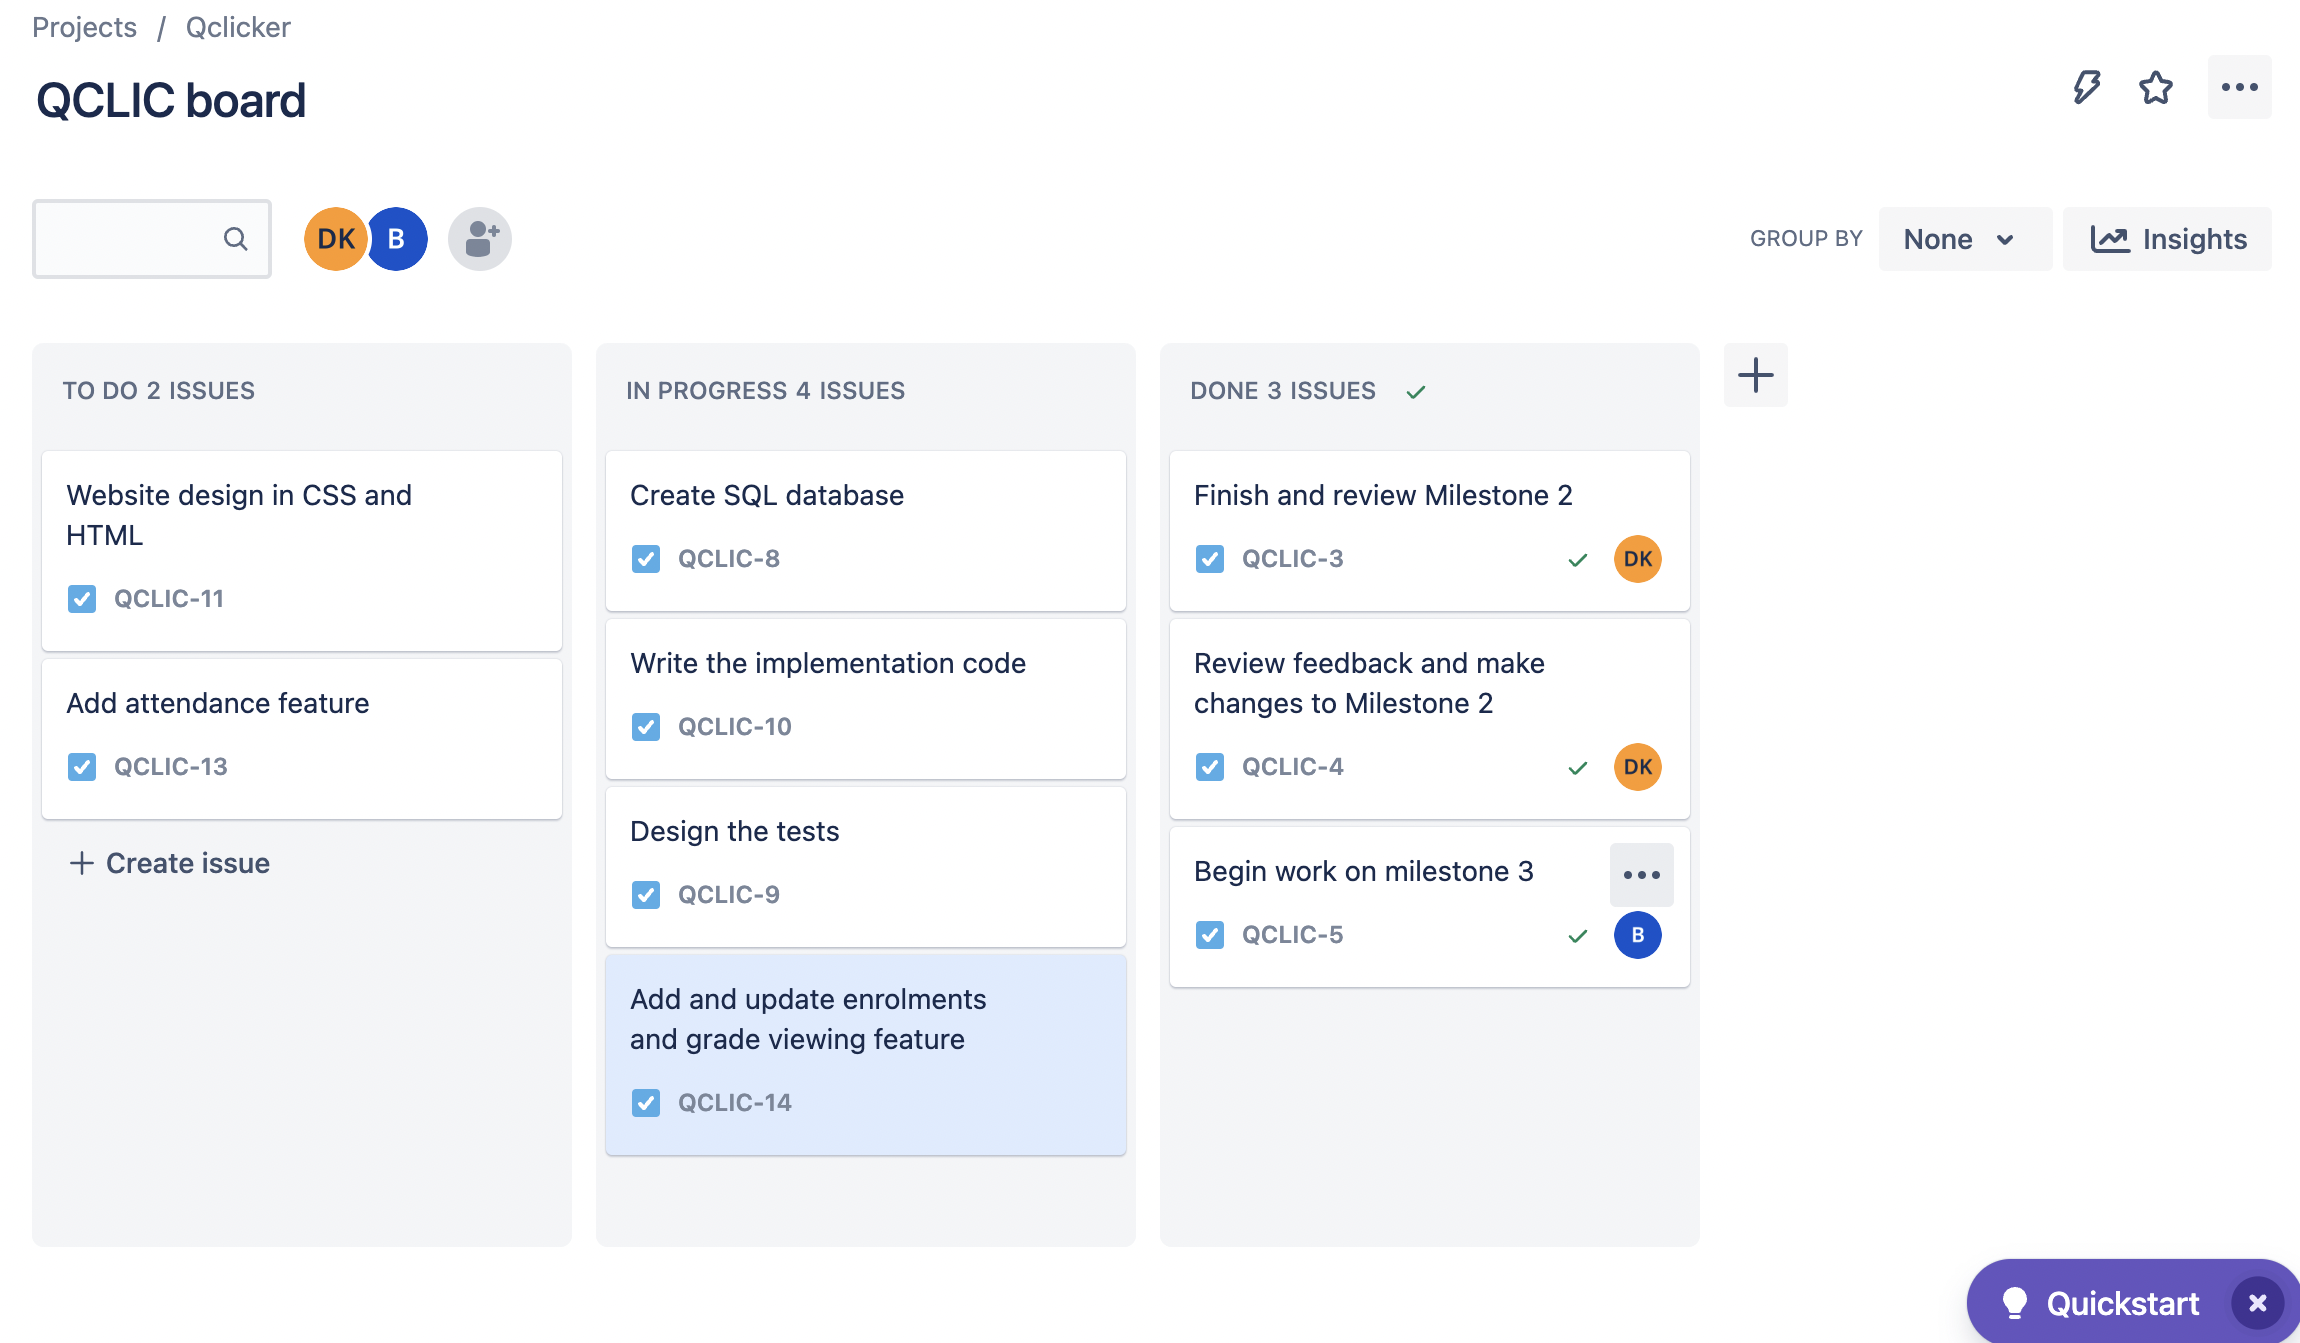 Projects / Qclicker
QCLIC board
DK B
GROUP BY None Insights
TO DO 2 ISSUES
Website design in CSS and
HTML
QCLIC-11
Add attendance feature
QCLIC-13
Create issue
IN PROGRESS 4 ISSUES
Create SQL database
QCLIC-8
Write the implementation code
QCLIC-10
Design the tests
QCLIC-9
Add and update enrolments
and grade viewing feature
QCLIC-14
DONE 3 ISSUES
Finish and review Milestone 2
QCLIC-3 DK
Review feedback and make
changes to Milestone 2
QCLIC-4 DK
Begin work on milestone 3
QCLIC-5 B
Quickstart